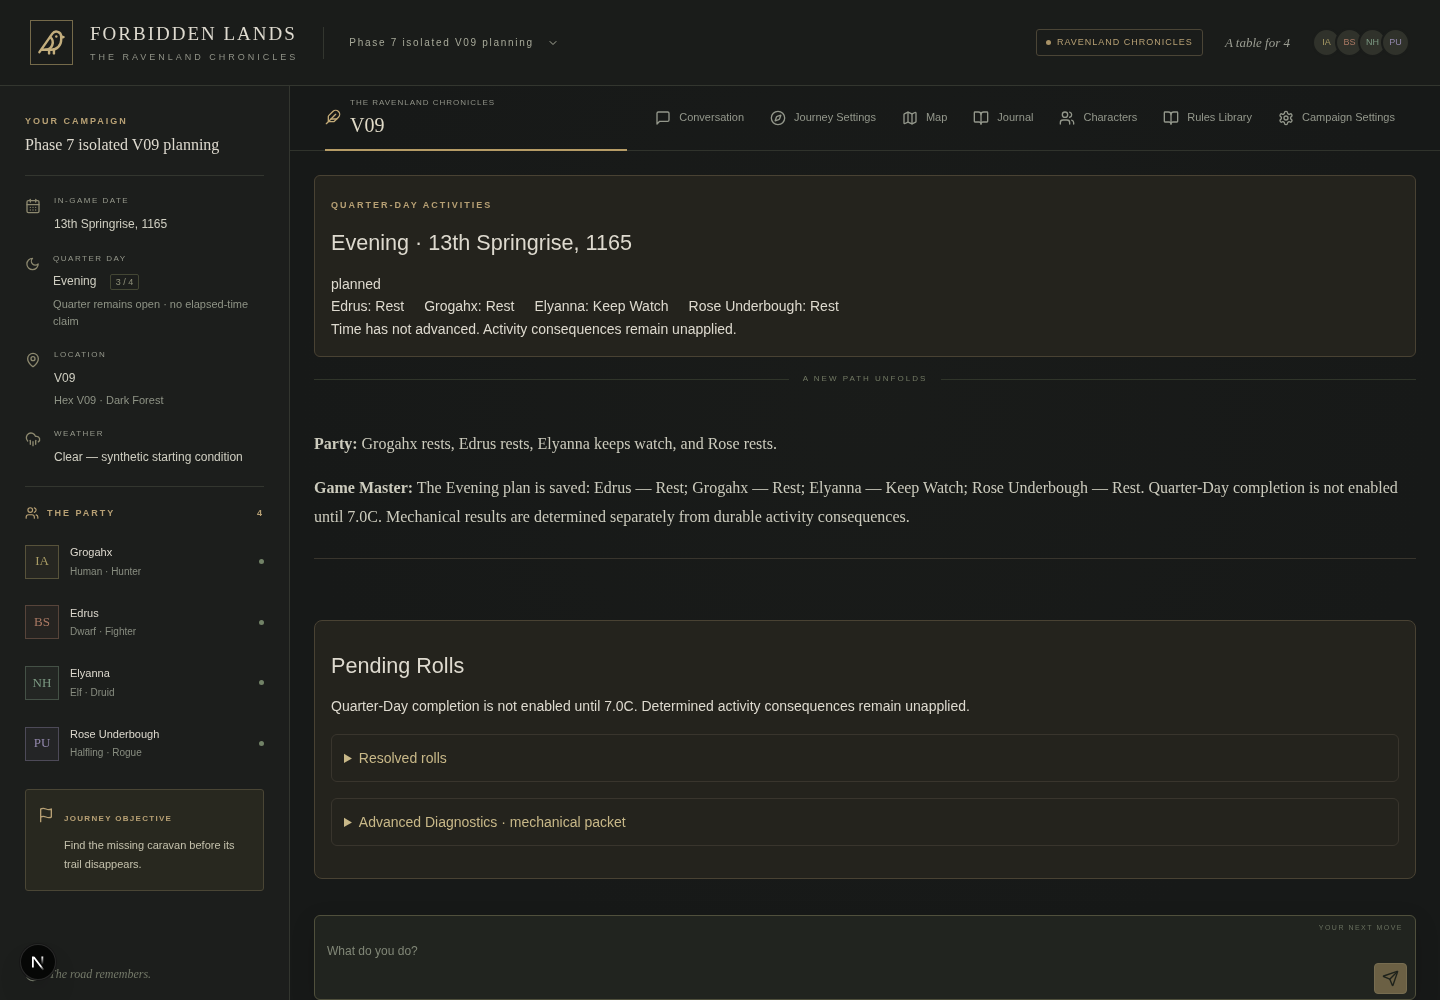 FORBIDDEN LANDS
THE RAVENLAND CHRONICLES
Phase 7 isolated V09 planning
RAVENLAND CHRONICLES
A table for 4
IA BS NH PU
YOUR CAMPAIGN
Phase 7 isolated V09 planning
IN-GAME DATE
13th Springrise, 1165
QUARTER DAY
Evening 3 / 4
Quarter remains open · no elapsed-time
claim
LOCATION
V09
Hex V09 · Dark Forest
WEATHER
Clear — synthetic starting condition
THE PARTY 4
IA
Grogahx
Human · Hunter
BS
Edrus
Dwarf · Fighter
NH
Elyanna
Elf · Druid
PU
Rose Underbough
Halfling · Rogue
JOURNEY OBJECTIVE
Find the missing caravan before its
trail disappears.
N
The road remembers.
THE RAVENLAND CHRONICLES
V09
Conversation
Journey Settings
Map
Journal
Characters
Rules Library
Campaign Settings
QUARTER-DAY ACTIVITIES
Evening · 13th Springrise, 1165
planned
Edrus: Rest Grogahx: Rest Elyanna: Keep Watch Rose Underbough: Rest
Time has not advanced. Activity consequences remain unapplied.
A NEW PATH UNFOLDS
Party: Grogahx rests, Edrus rests, Elyanna keeps watch, and Rose rests.
Game Master: The Evening plan is saved: Edrus — Rest; Grogahx — Rest; Elyanna — Keep Watch; Rose Underbough — Rest. Quarter-Day completion is not enabled
until 7.0C. Mechanical results are determined separately from durable activity consequences.
Pending Rolls
Quarter-Day completion is not enabled until 7.0C. Determined activity consequences remain unapplied.
Resolved rolls
Advanced Diagnostics · mechanical packet
YOUR NEXT MOVE
What do you do?